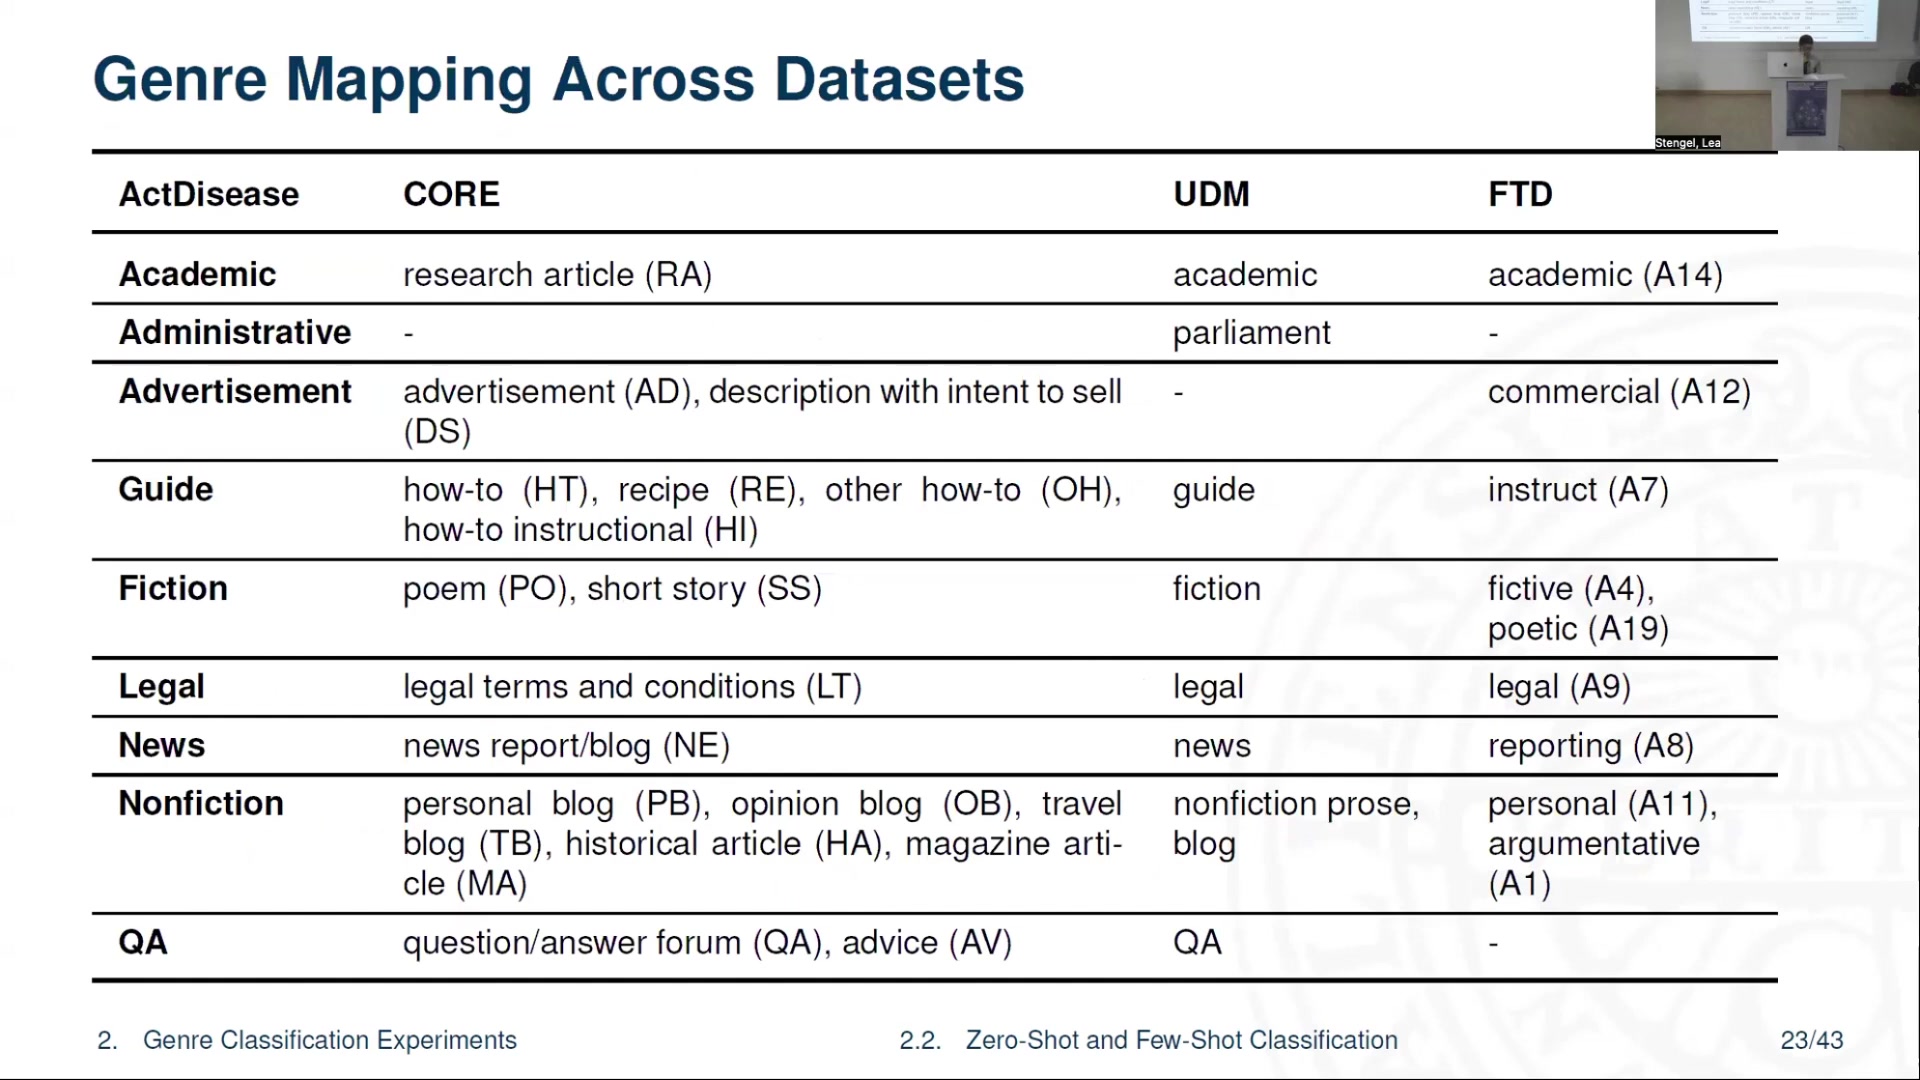 Genre Mapping Across Datasets
Stengel, Lea
ActDisease CORE UDM FTD
Academic research article (RA) academic academic (A14)
Administrative - parliament -
Advertisement advertisement (AD), description with intent to sell - commercial (A12)
(DS)
Guide how-to (HT), recipe (RE), other how-to (OH), guide instruct (A7)
how-to instructional (HI)
Fiction poem (PO), short story (SS) fiction fictive (A4),
poetic (A19)
Legal legal terms and conditions (LT) legal legal (A9)
News news report/blog (NE) news reporting (A8)
Nonfiction personal blog (PB), opinion blog (OB), travel nonfiction prose, personal (A11),
blog (TB), historical article (HA), magazine arti- blog argumentative
cle (MA) (A1)
QA question/answer forum (QA), advice (AV) QA -
2. Genre Classification Experiments 2.2. Zero-Shot and Few-Shot Classification 23/43